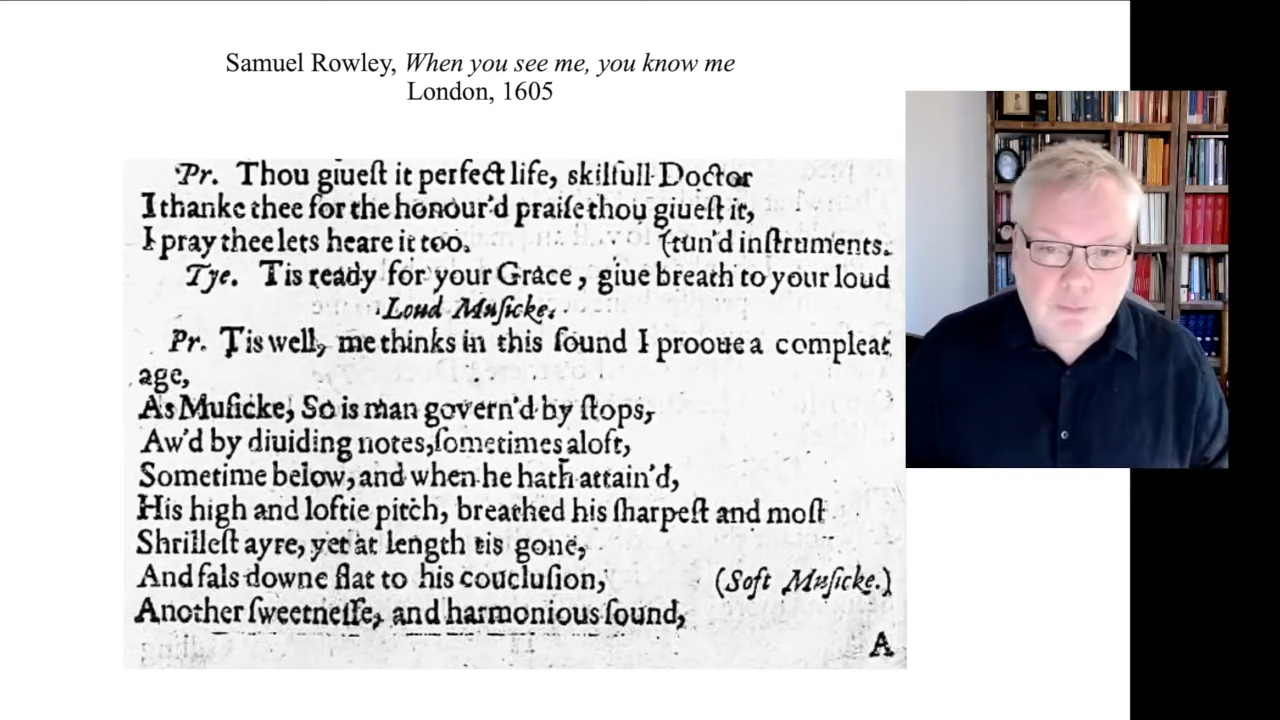 Samuel Rowley, When you see me, you know me
London, 1605
Pr. Thou giueſt it perfect life, skilfull Doctor
I thanke thee for the honour'd praiſe thou giueſt it,
I pray thee lets heare it too. (tun'd inſtruments.
Tye. Tis ready for your Grace, giue breath to your loud
Loud Muſicke.
Pr. Tis well, me thinks in this ſound I prooue a compleat
age,
As Muſicke, So is man govern'd by ſtops,
Aw'd by diuiding notes, ſometimes aloft,
Sometime below, and when he hath attain'd,
His high and loftie pitch, breathed his ſharpeſt and moſt
Shrilleſt ayre, yet at length tis gone,
And fals downe flat to his coucluſion, (Soft Muſicke.)
Another ſweetneſſe, and harmonious ſound,
A